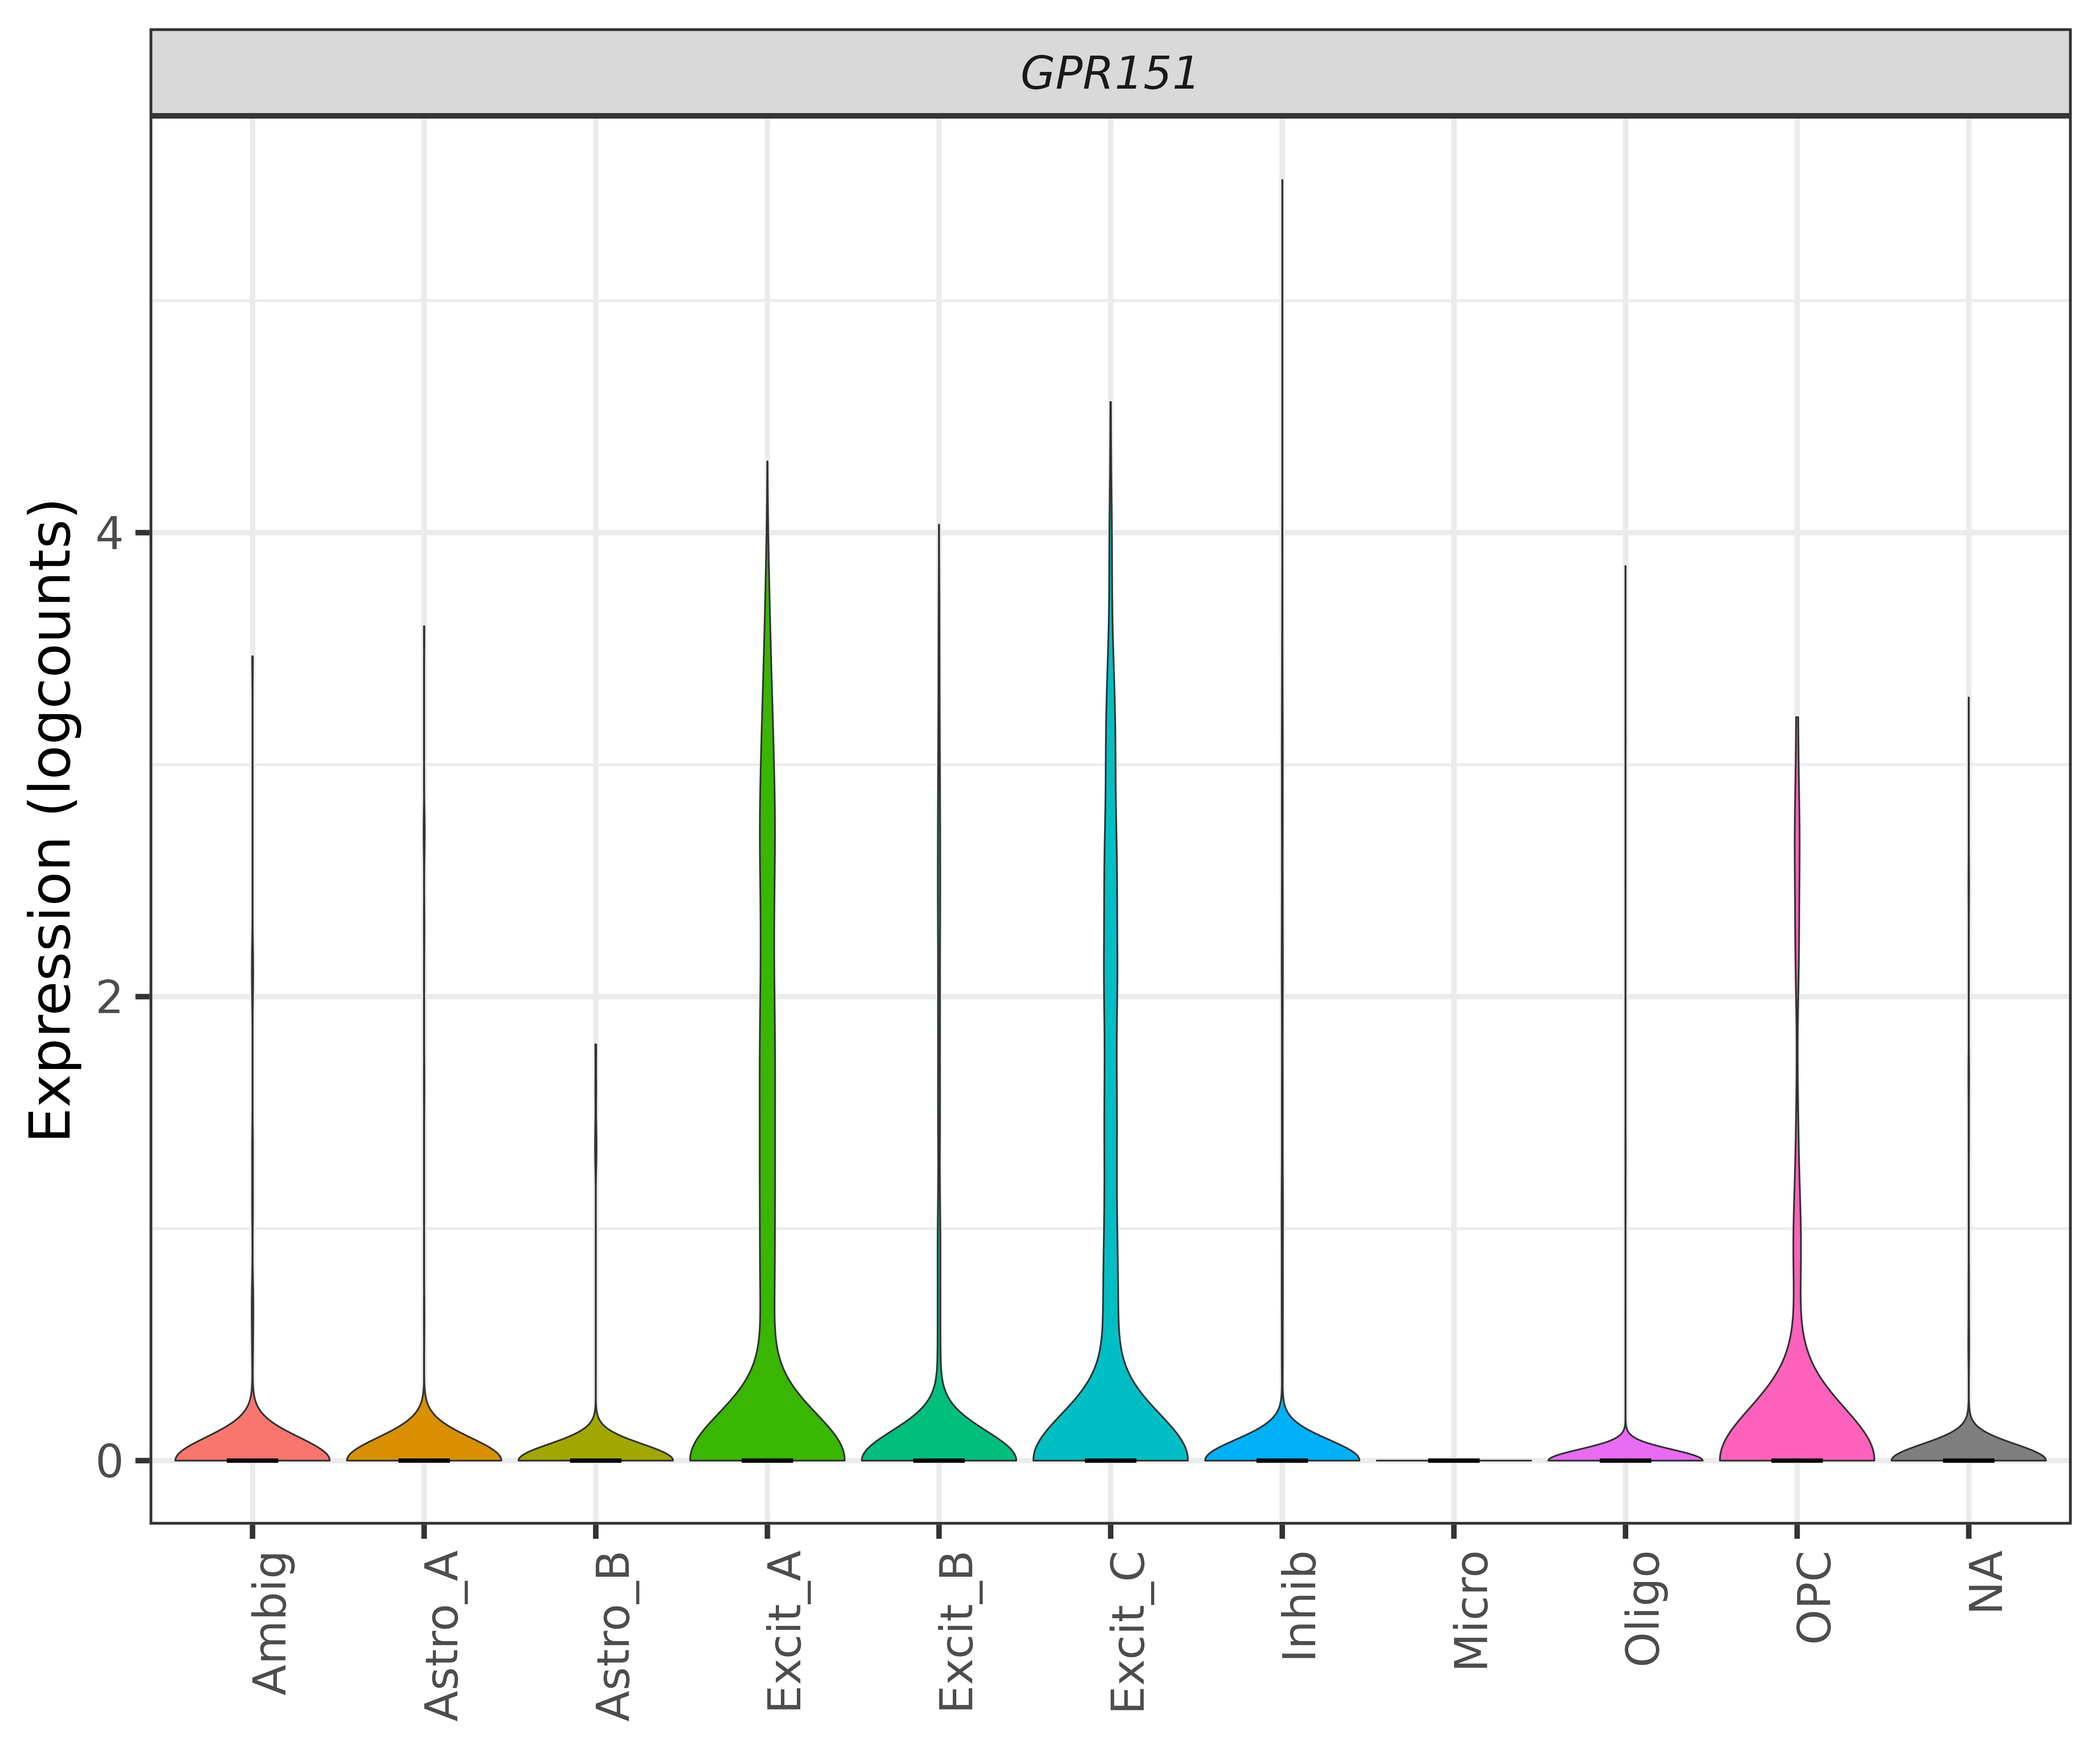 GPR151
Expression (logcounts)
4
2
0
Ambig
Astro_A
Astro_B
Excit_A
Excit_B
Excit_C
Inhib
Micro
Oligo
OPC
NA